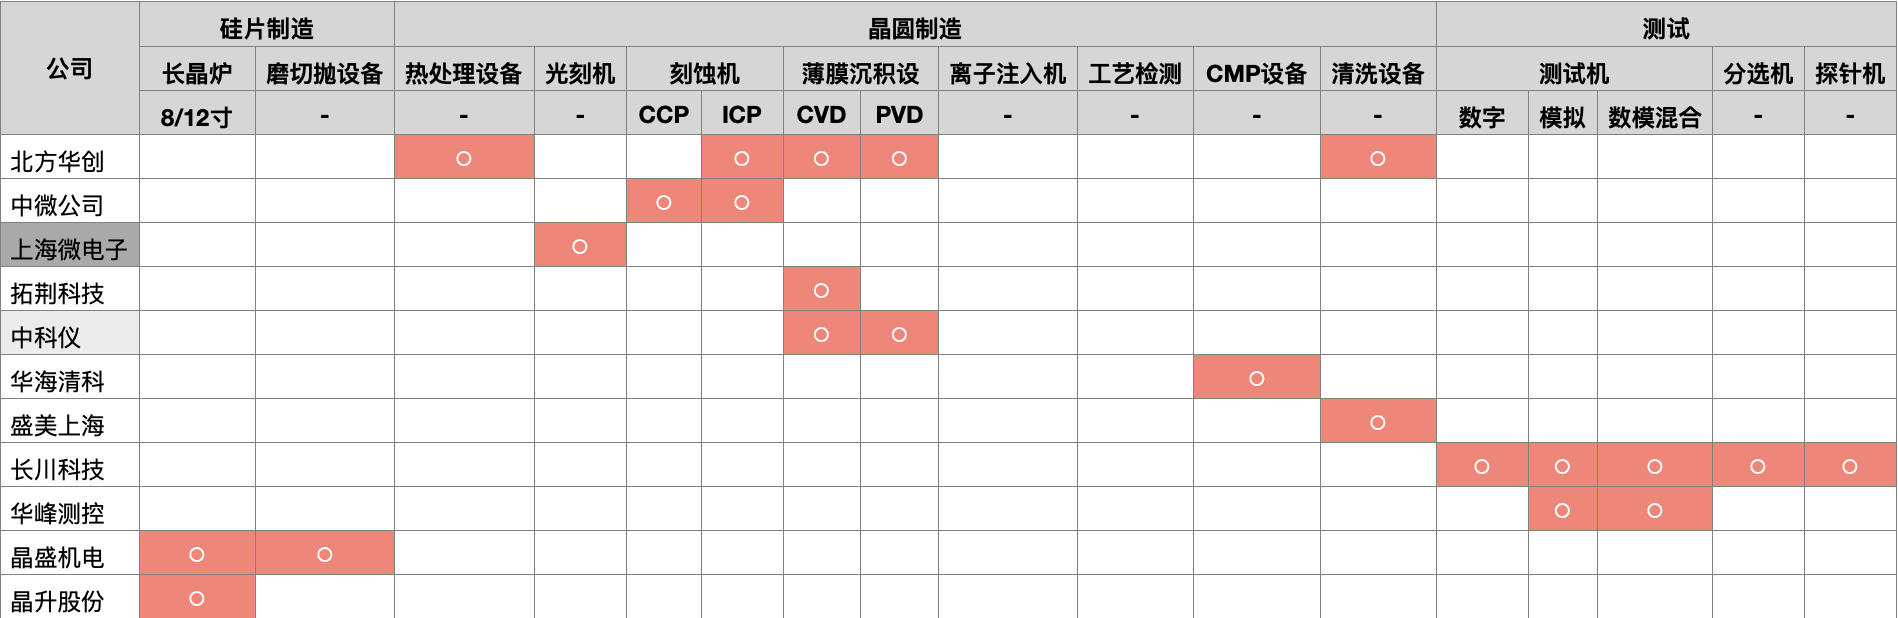 公司 硅片制造 晶圆制造 测试
长晶炉 磨切抛设备 热处理设备 光刻机 刻蚀机 薄膜沉积设 离子注入机 工艺检测 CMP设备 清洗设备 测试机 分选机 探针机
8/12寸 - - - CCP ICP CVD PVD - - - - 数字 模拟 数模混合 - -
北方华创 ○ ○ ○ ○ ○
中微公司 ○ ○
上海微电子 ○
拓荆科技 ○
中科仪 ○ ○
华海清科 ○
盛美上海 ○
长川科技 ○ ○ ○ ○ ○
华峰测控 ○ ○
晶盛机电 ○ ○
晶升股份 ○